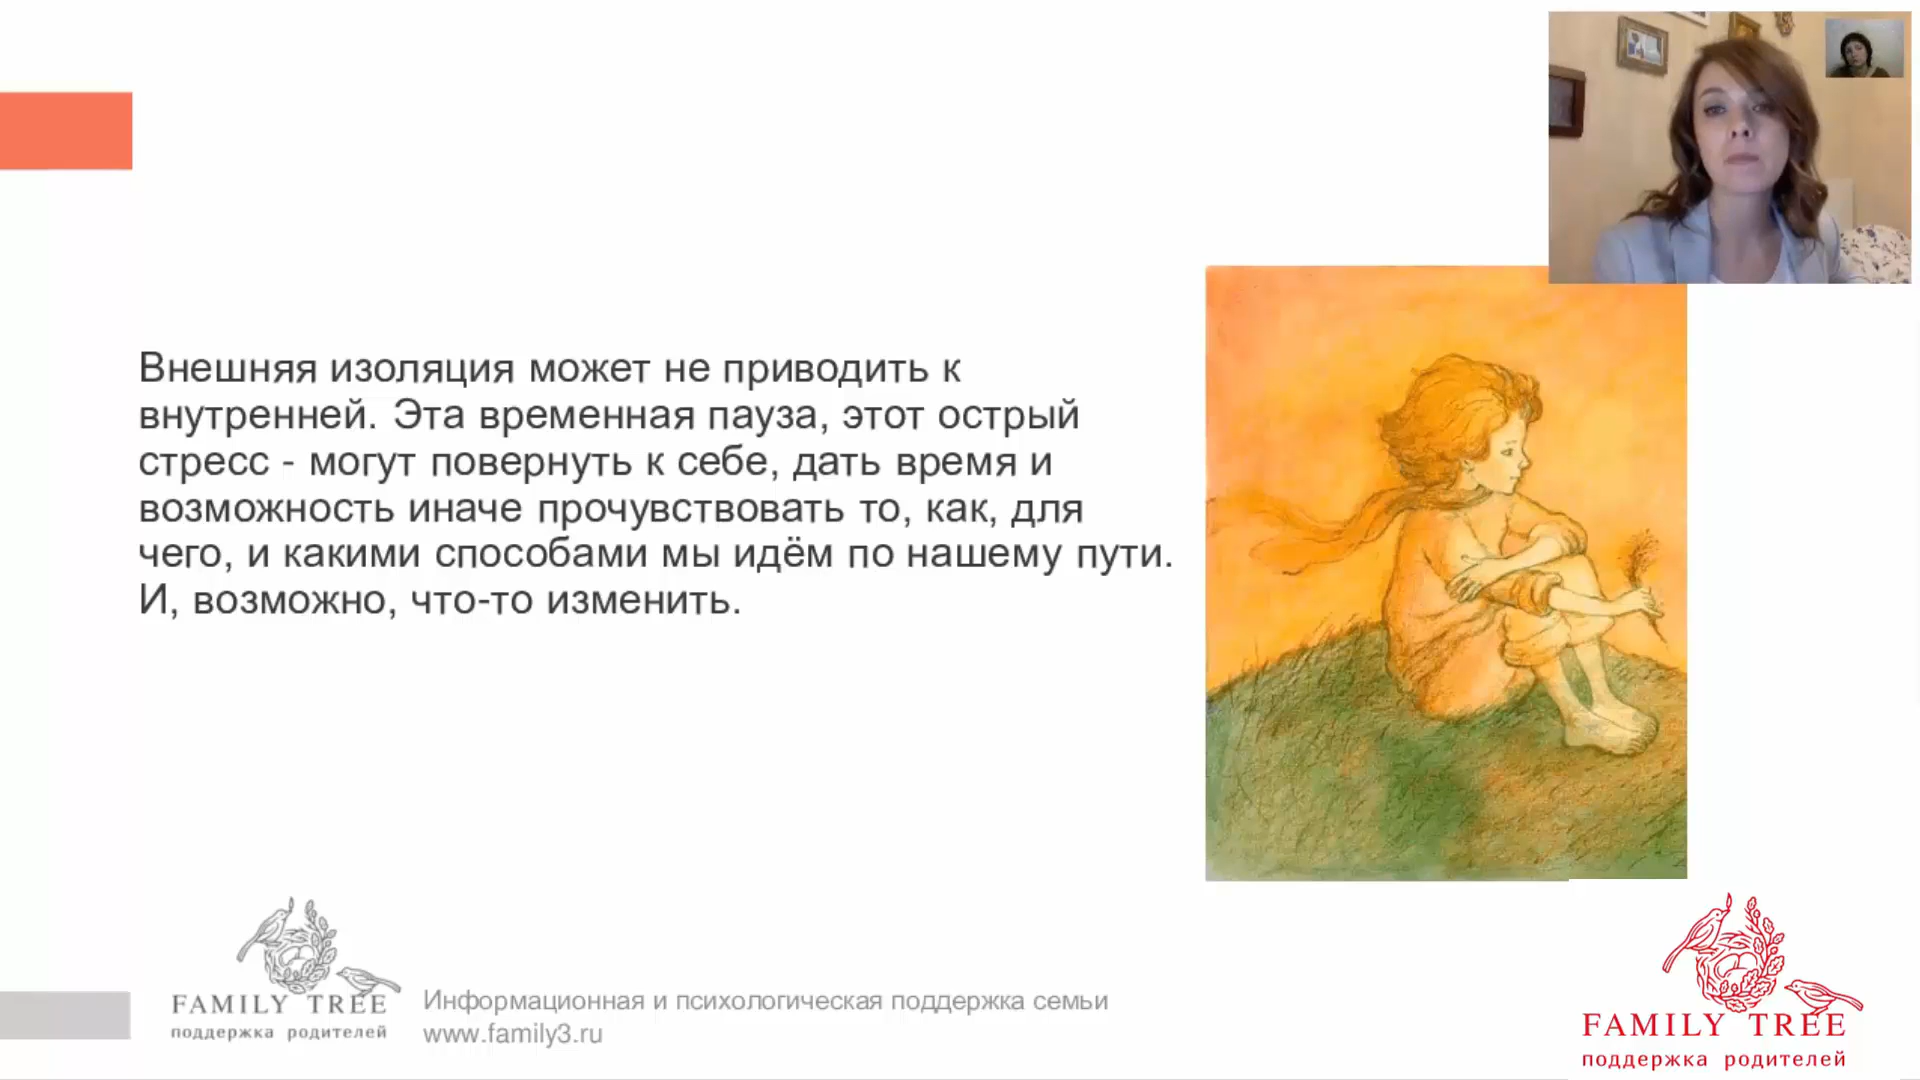 Внешняя изоляция может не приводить к
внутренней. Эта временная пауза, этот острый
стресс - могут повернуть к себе, дать время и
возможность иначе прочувствовать то, как, для
чего, и какими способами мы идём по нашему пути.
И, возможно, что-то изменить.
FAMILY TREE
поддержка родителей
Информационная и психологическая поддержка семьи
www.family3.ru
FAMILY TREE
поддержка родителей